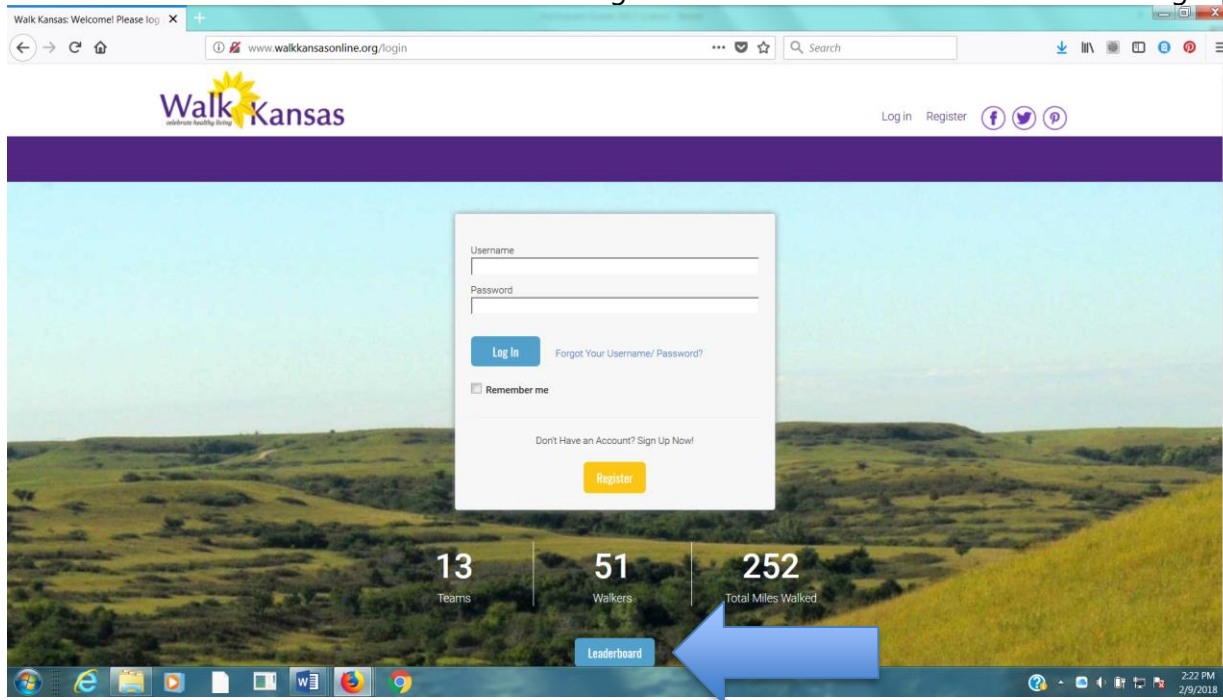 Walk Kansas: Welcome! Please log
www.walkkansasonline.org/login
Search
Walk Kansas
celebrate healthy living
Log in Register
Username
Password
Log In Forgot Your Username/ Password?
Remember me
Don't Have an Account? Sign Up Now!
Register
13 51 252
Teams Walkers Total Miles Walked
Leaderboard
2:22 PM
2/9/2018